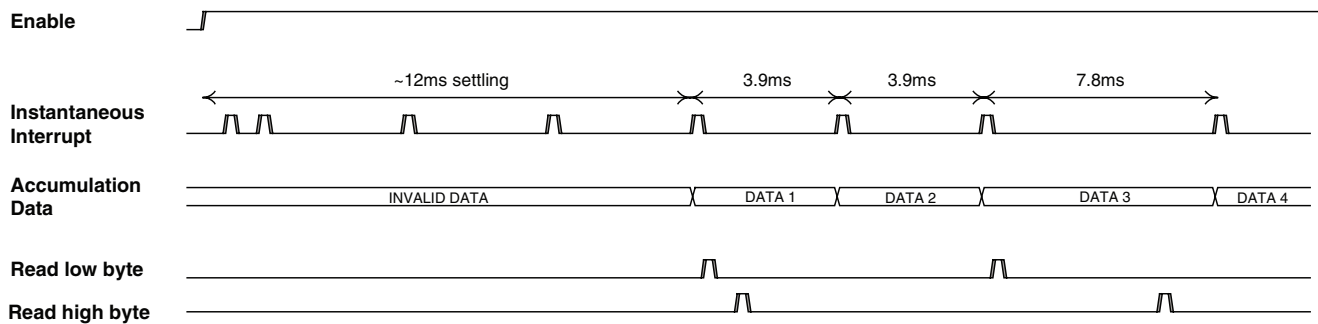 Enable
~12ms settling 3.9ms 3.9ms 7.8ms
Instantaneous
Interrupt
Accumulation
Data
INVALID DATA DATA 1 DATA 2 DATA 3 DATA 4
Read low byte
Read high byte